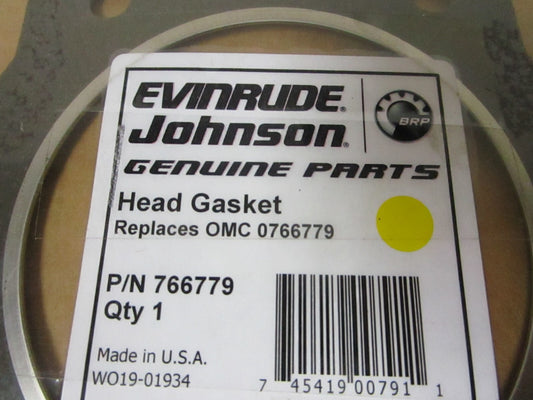 EVINRUDE®
Johnson®
BRP
GENUINE PARTS
Head Gasket
Replaces OMC 0766779
P/N 766779
Qty 1
Made in U.S.A.
WO19-01934
7 45419 00791 1